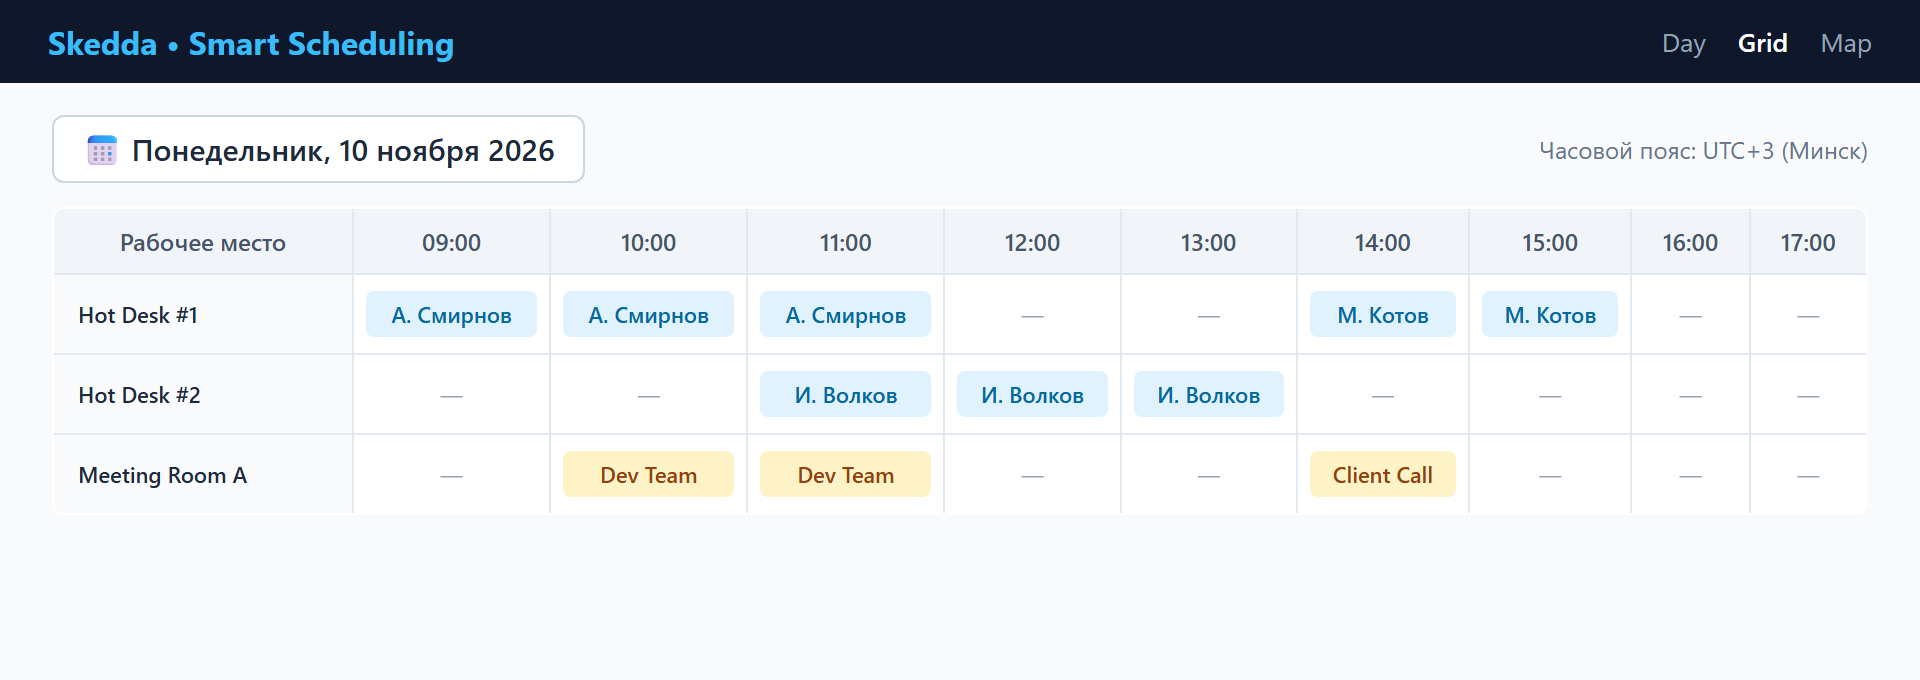 Skedda • Smart Scheduling Day Grid Map
Понедельник, 10 ноября 2026 Часовой пояс: UTC+3 (Минск)
Рабочее место 09:00 10:00 11:00 12:00 13:00 14:00 15:00 16:00 17:00
Hot Desk #1 А. Смирнов А. Смирнов А. Смирнов — — М. Котов М. Котов — —
Hot Desk #2 — — И. Волков И. Волков И. Волков — — — —
Meeting Room A — Dev Team Dev Team — — Client Call — — —